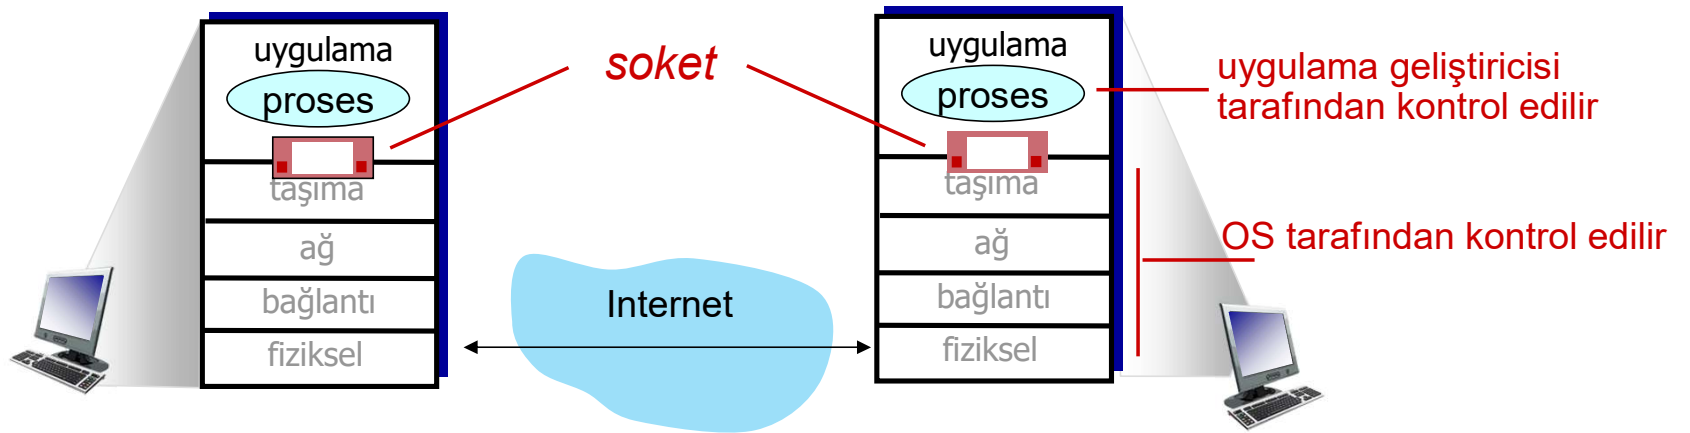 uygulama
proses
taşıma
ağ
bağlantı
fiziksel
soket
Internet
uygulama
proses
taşıma
ağ
bağlantı
fiziksel
uygulama geliştiricisi
tarafından kontrol edilir
OS tarafından kontrol edilir